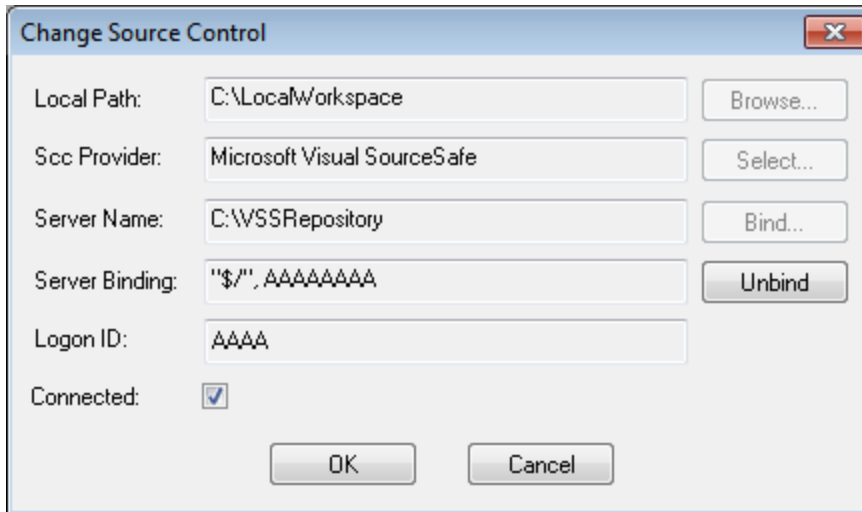 Change Source Control
Local Path: C:\LocalWorkspace Browse...
Scc Provider: Microsoft Visual SourceSafe Select...
Server Name: C:\VSSRepository Bind...
Server Binding: "$/", AAAAAAAA Unbind
Logon ID: AAAA
Connected:
OK Cancel